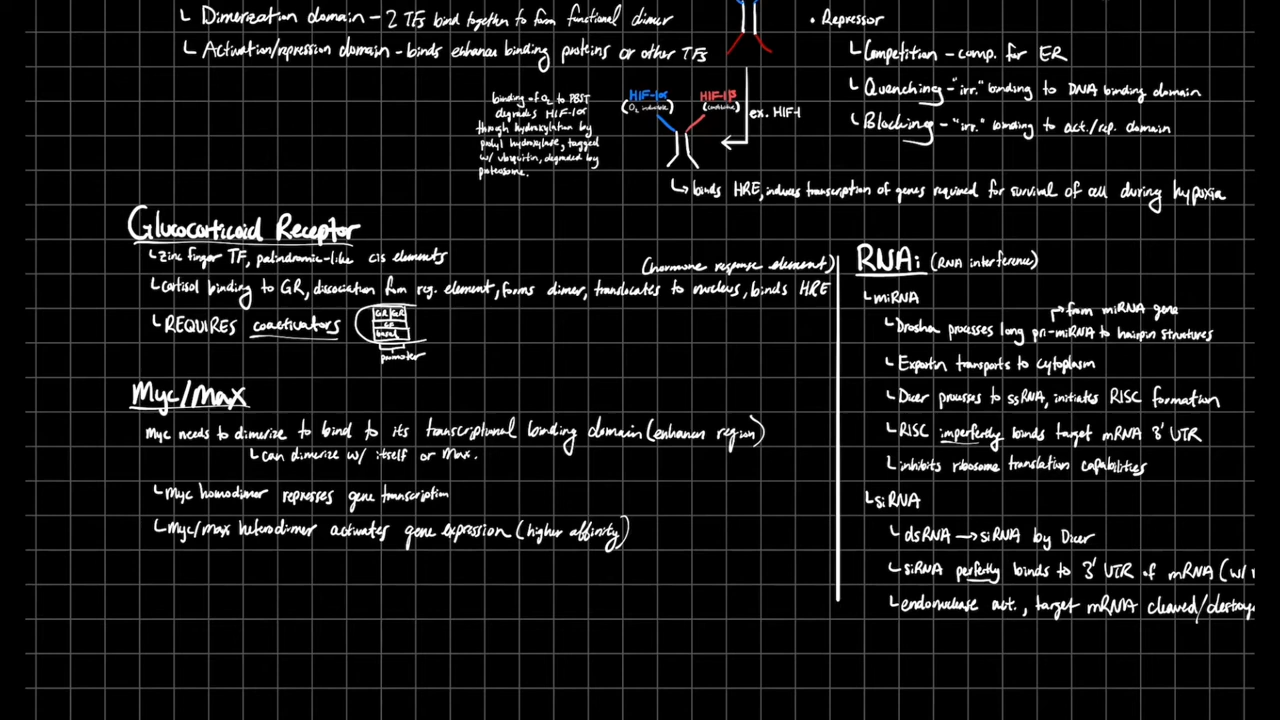 ↳ Dimerization domain - 2 TFs bind together to form functional dimer
↳ Activation/repression domain - binds enhancer binding proteins or other TFs
binding of O₂ to PBST
degrades HIF-1α
through hydroxylation by
prolyl hydroxylase, tagged
w/ ubiquitin, degraded by
proteosome.
HIF-1α
(O₂ inducible)
HIF-1β
(constitutive)
ex. HIF-1
↳ binds HRE, induces transcription of genes required for survival of cell during hypoxia
• Repressor
↳ Competition - comp. for ER
↳ Quenching - "irr." binding to DNA binding domain
↳ Blocking - "irr." binding to act./rep. domain
Glucocorticoid Receptor
↳ zinc finger TF, palindromic-like cis elements
(hormone response element)
↳ cortisol binding to GR, dissociation from reg. element, forms dimer, translocates to nucleus, binds HRE
↳ REQUIRES coactivators
GR GR
basal
promoter
Myc/Max
Myc needs to dimerize to bind to its transcriptional binding domain (enhancer region)
↳ can dimerize w/ itself or Max.
↳ Myc homodimer represses gene transcription
↳ Myc/max heterodimer activates gene expression (higher affinity)
RNAi (RNA interference)
↳ miRNA
from miRNA gene
↳ Drosha processes long pri-miRNA to hairpin structures
↳ Exportin transports to cytoplasm
↳ Dicer processes to ssRNA, initiates RISC formation
↳ RISC imperfectly binds target mRNA 3' UTR
↳ inhibits ribosome translation capabilities
↳ siRNA
↳ dsRNA → siRNA by Dicer
↳ siRNA perfectly binds to 3' UTR of mRNA (w/
↳ endonuclease act., target mRNA cleaved/destroye